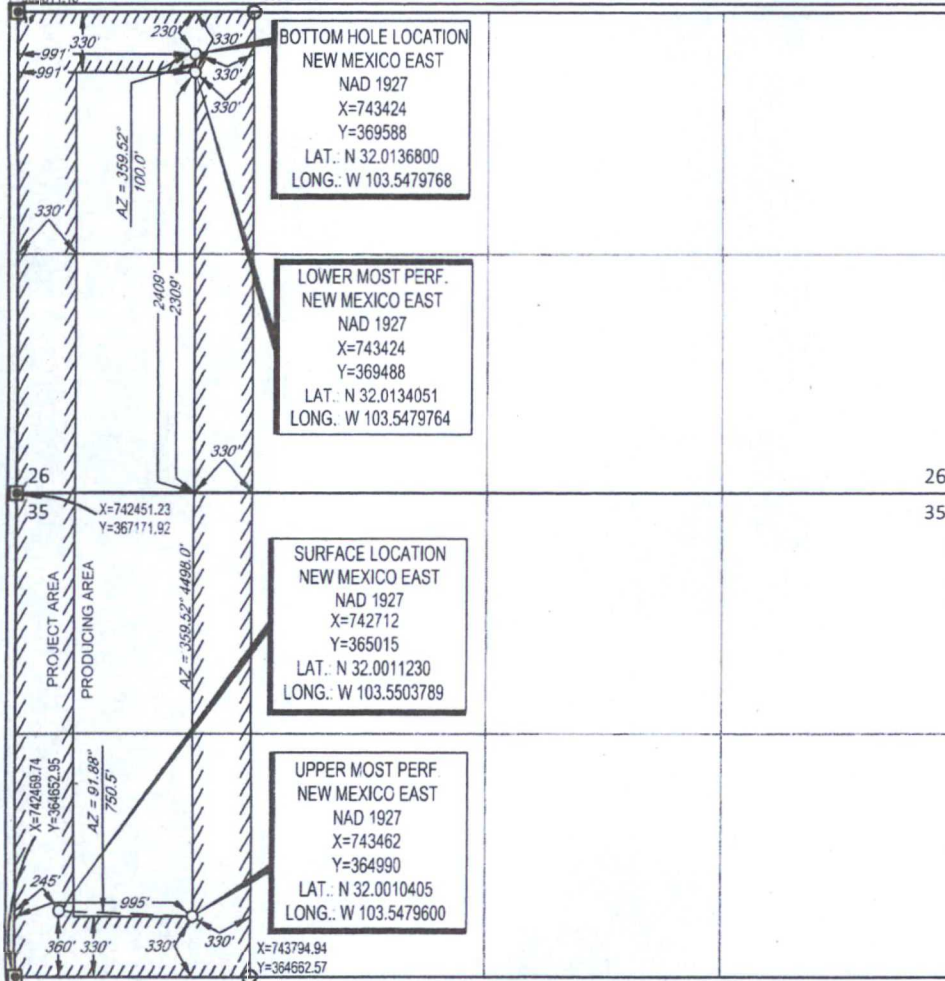 230'
330'
330'
991'
330'
991'
330'
AZ = 359.52°
100.0'
BOTTOM HOLE LOCATION
NEW MEXICO EAST
NAD 1927
X=743424
Y=369588
LAT.: N 32.0136800
LONG.: W 103.5479768
330'
2409'
2309'
LOWER MOST PERF.
NEW MEXICO EAST
NAD 1927
X=743424
Y=369488
LAT.: N 32.0134051
LONG.: W 103.5479764
330'
26
35
X=742451.23
Y=367171.92
26
35
PROJECT AREA
PRODUCING AREA
AZ = 359.52° 4498.0'
SURFACE LOCATION
NEW MEXICO EAST
NAD 1927
X=742712
Y=365015
LAT.: N 32.0011230
LONG.: W 103.5503789
X=742469.74
Y=364652.95
AZ = 91.88°
750.5'
UPPER MOST PERF.
NEW MEXICO EAST
NAD 1927
X=743462
Y=364990
LAT.: N 32.0010405
LONG.: W 103.5479600
245'
995'
360'
330'
330'
330'
X=743794.94
Y=364662.57